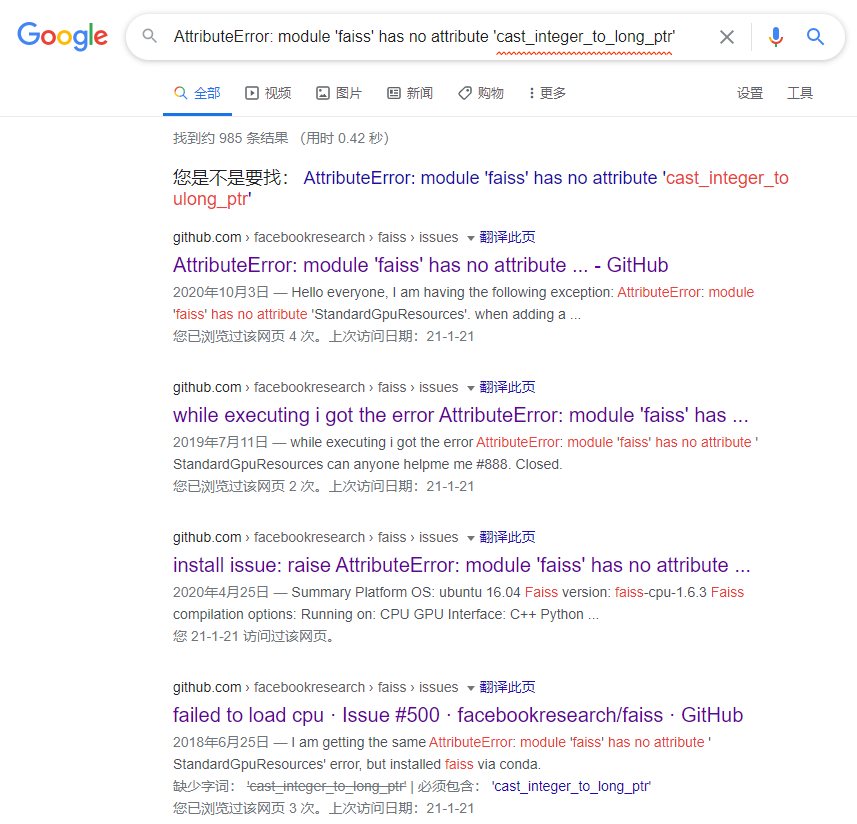 Google
AttributeError: module 'faiss' has no attribute 'cast_integer_to_long_ptr'
全部 视频 图片 新闻 购物 更多 设置 工具
找到约 985 条结果 （用时 0.42 秒）
您是不是要找： AttributeError: module 'faiss' has no attribute 'cast_integer_to
ulong_ptr'
github.com › facebookresearch › faiss › issues 翻译此页
AttributeError: module 'faiss' has no attribute ... - GitHub
2020年10月3日 — Hello everyone, I am having the following exception: AttributeError: module
'faiss' has no attribute 'StandardGpuResources'. when adding a ...
您已浏览过该网页 4 次。上次访问日期：21-1-21
github.com › facebookresearch › faiss › issues 翻译此页
while executing i got the error AttributeError: module 'faiss' has ...
2019年7月11日 — while executing i got the error AttributeError: module 'faiss' has no attribute '
StandardGpuResources can anyone helpme me #888. Closed.
您已浏览过该网页 2 次。上次访问日期：21-1-21
github.com › facebookresearch › faiss › issues 翻译此页
install issue: raise AttributeError: module 'faiss' has no attribute ...
2020年4月25日 — Summary Platform OS: ubuntu 16.04 Faiss version: faiss-cpu-1.6.3 Faiss
compilation options: Running on: CPU GPU Interface: C++ Python ...
您 21-1-21 访问过该网页。
github.com › facebookresearch › faiss › issues 翻译此页
failed to load cpu · Issue #500 · facebookresearch/faiss · GitHub
2018年6月25日 — I am getting the same AttributeError: module 'faiss' has no attribute '
StandardGpuResources' error, but installed faiss via conda.
缺少字词： 'cast_integer_to_long_ptr' | 必须包含： 'cast_integer_to_long_ptr'
您已浏览过该网页 3 次。上次访问日期：21-1-21